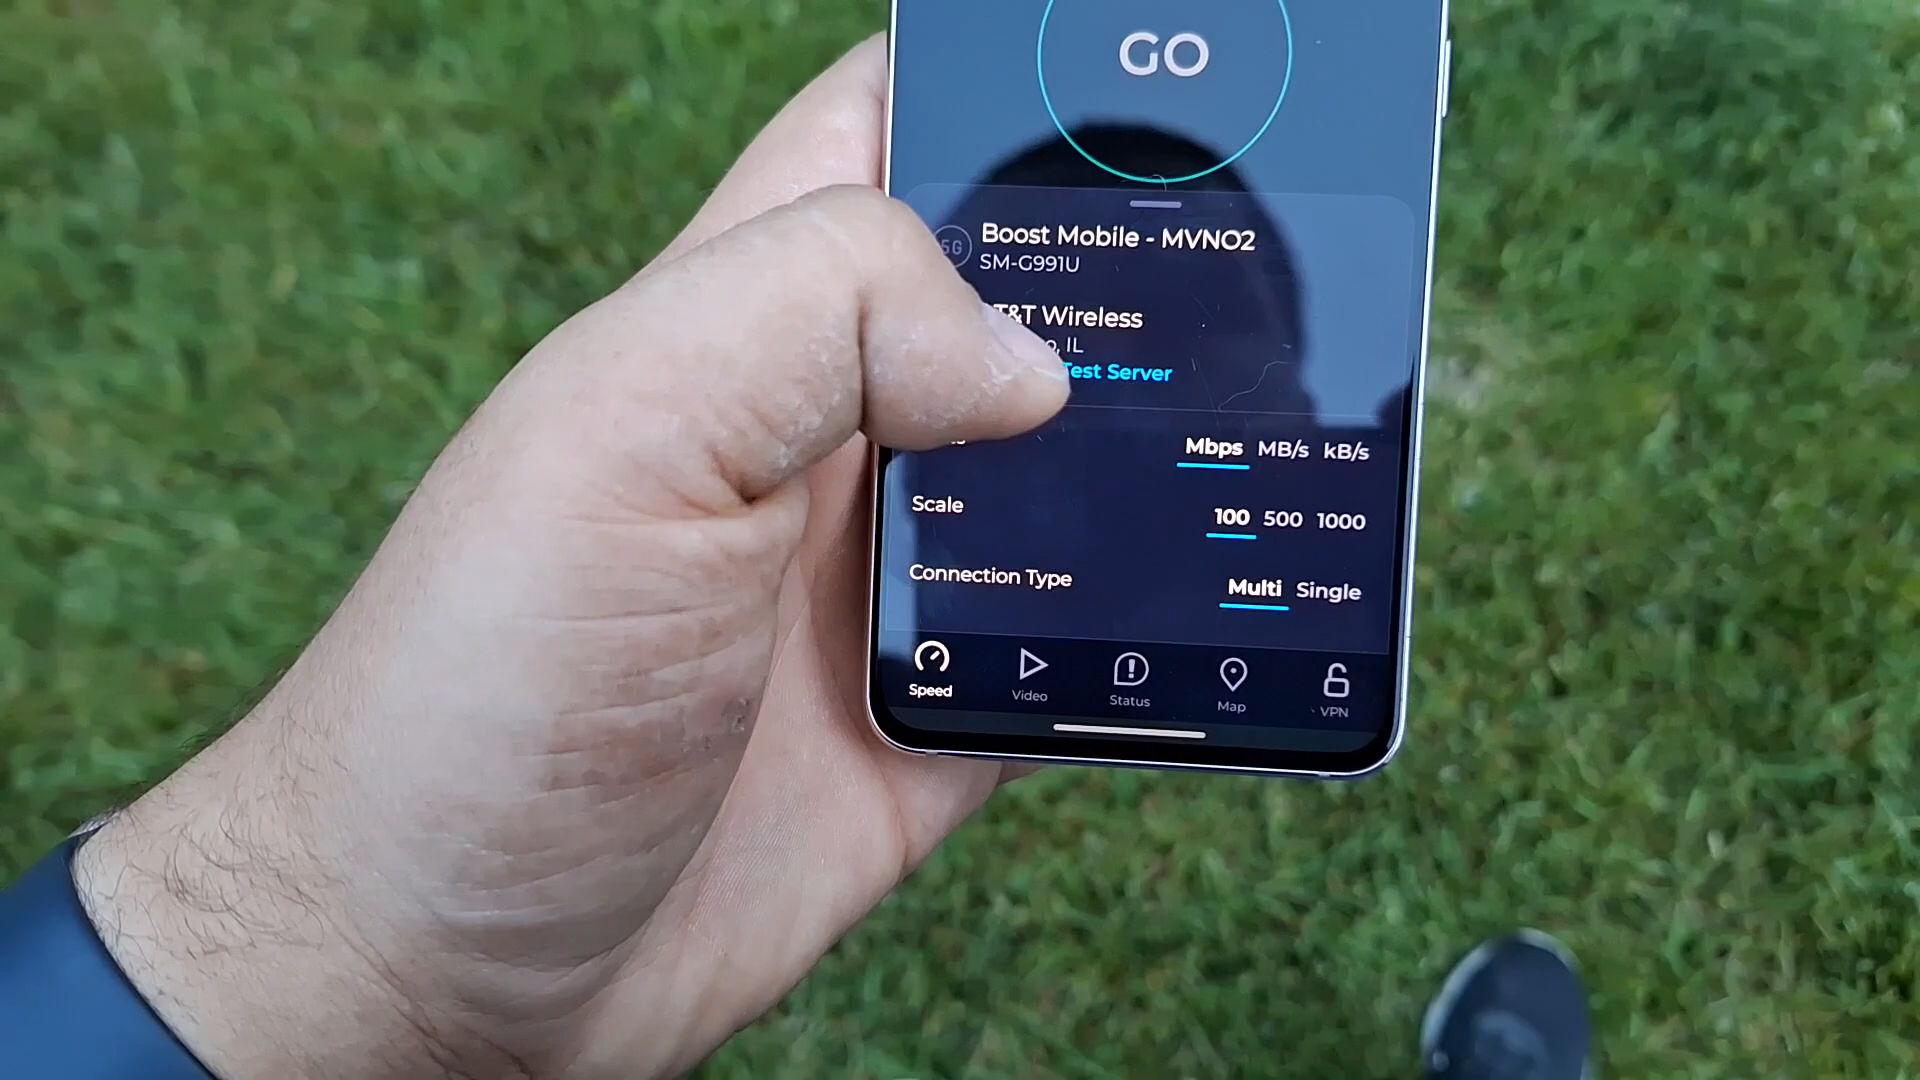 GO
5G
Boost Mobile - MVNO2
SM-G991U
T&T Wireless
o, IL
Test Server
Mbps MB/s kB/s
Scale
100 500 1000
Connection Type
Multi Single
Speed
Video
Status
Map
VPN